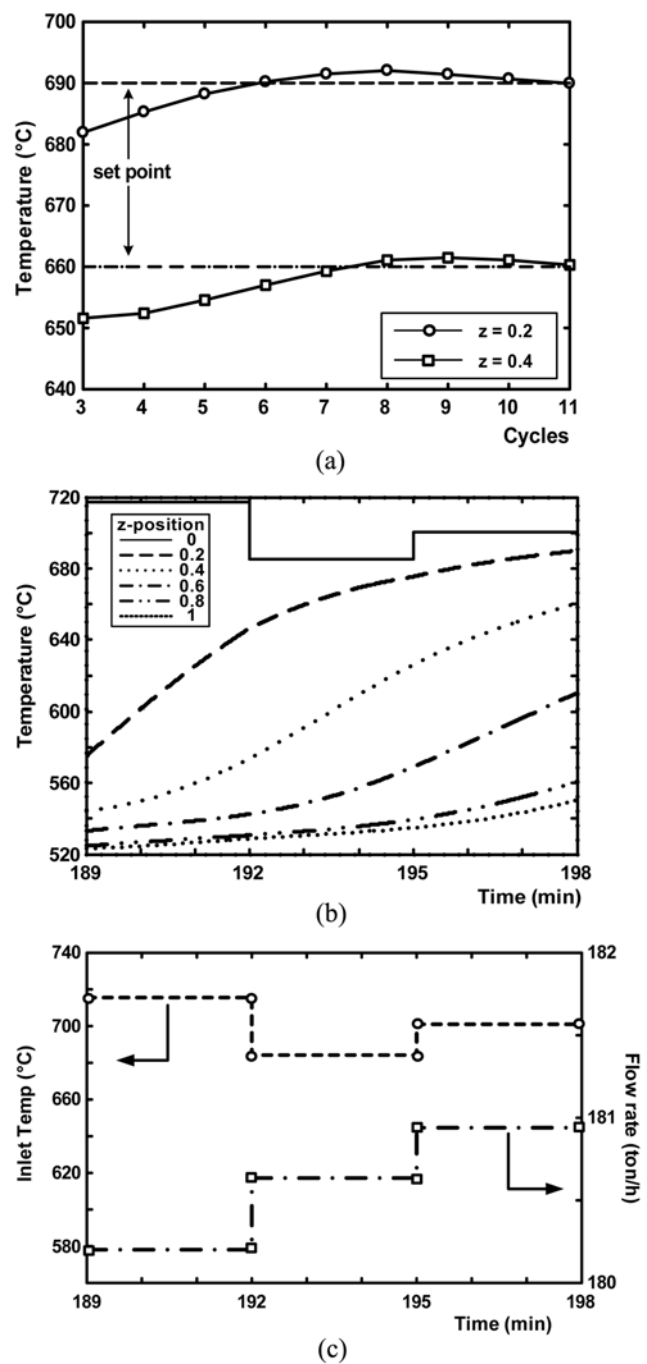 700
690
680
670
660
650
640
Temperature (°C)
set point
z = 0.2
z = 0.4
3 4 5 6 7 8 9 10 11
Cycles
(a)
720
680
640
600
560
520
Temperature (°C)
z-position
0
0.2
0.4
0.6
0.8
1
189 192 195 198
Time (min)
(b)
740
700
660
620
580
Inlet Temp (°C)
182
181
180
Flow rate (ton/h)
189 192 195 198
Time (min)
(c)